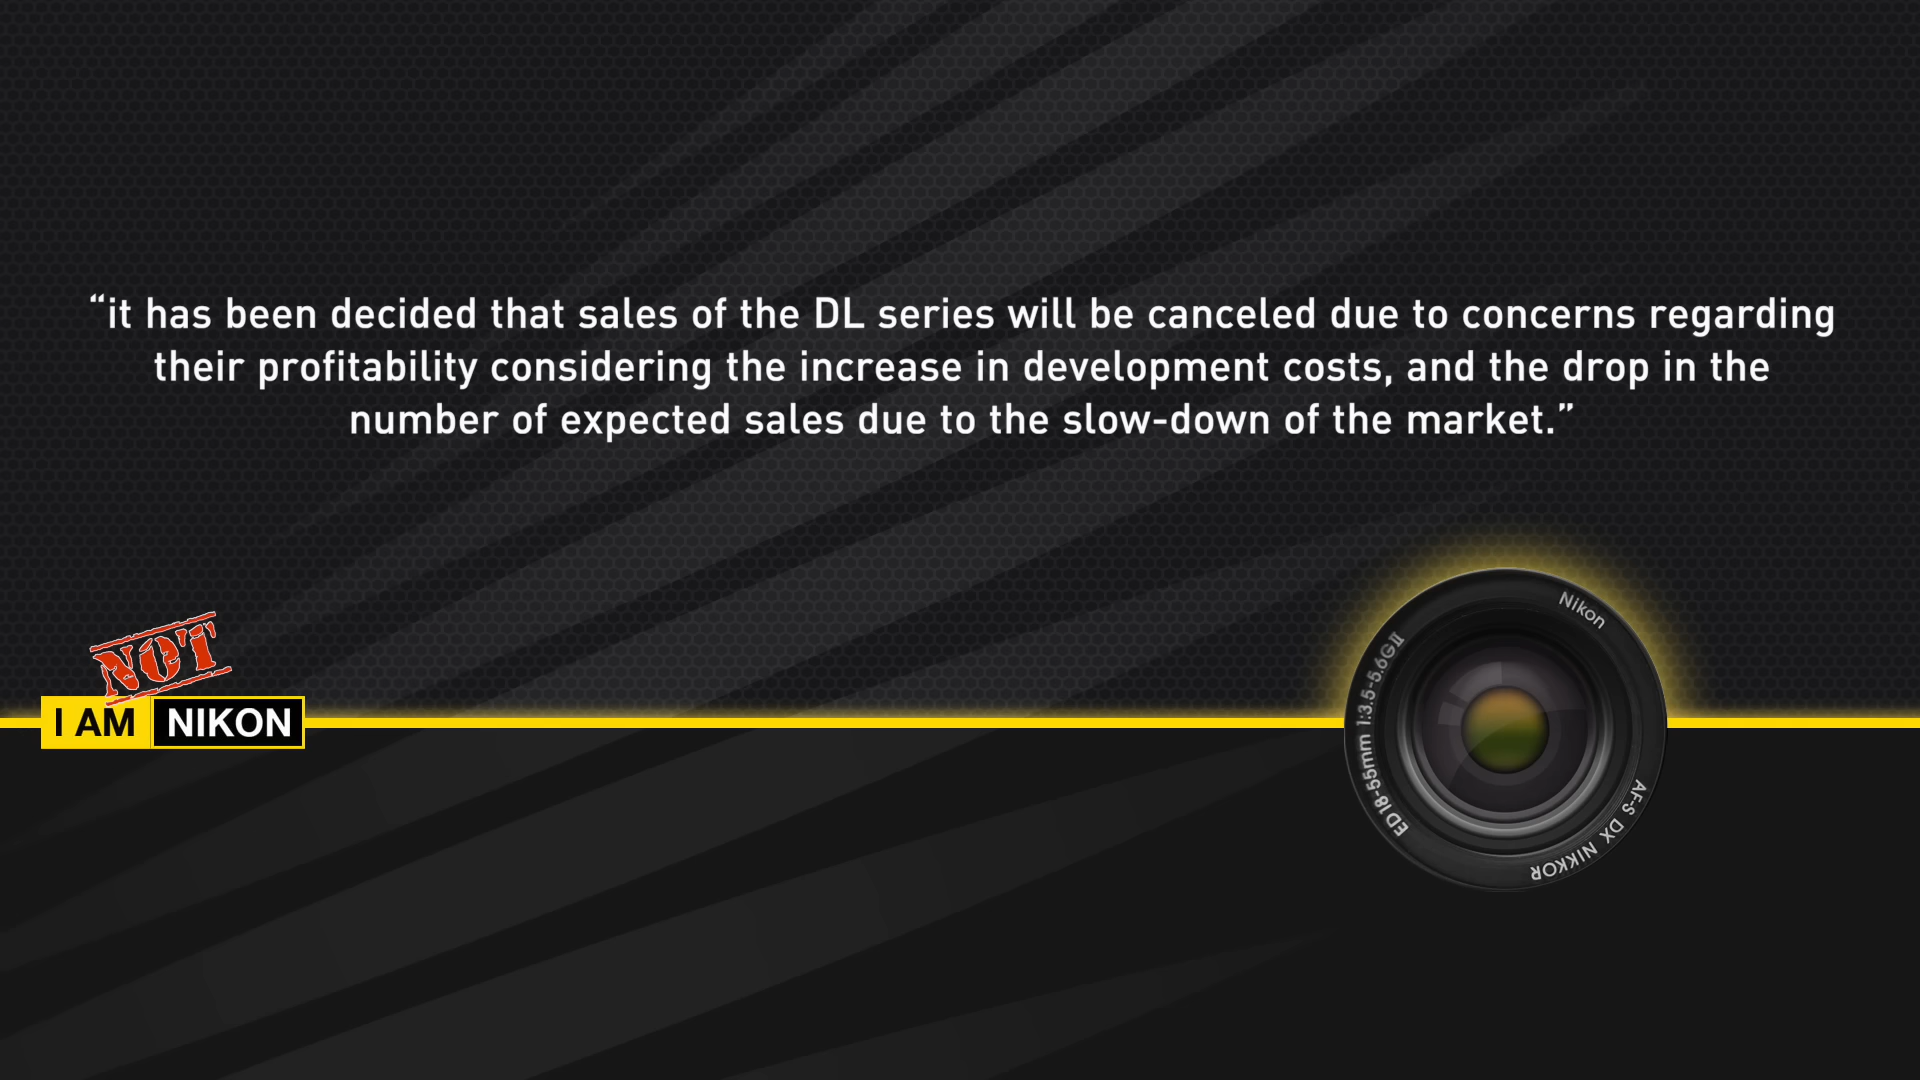 “it has been decided that sales of the DL series will be canceled due to concerns regarding
their profitability considering the increase in development costs, and the drop in the
number of expected sales due to the slow-down of the market.”
NOT
I AM NIKON
Nikon
ED 18-55mm 1:3.5-5.6GII
AF-S DX NIKKOR